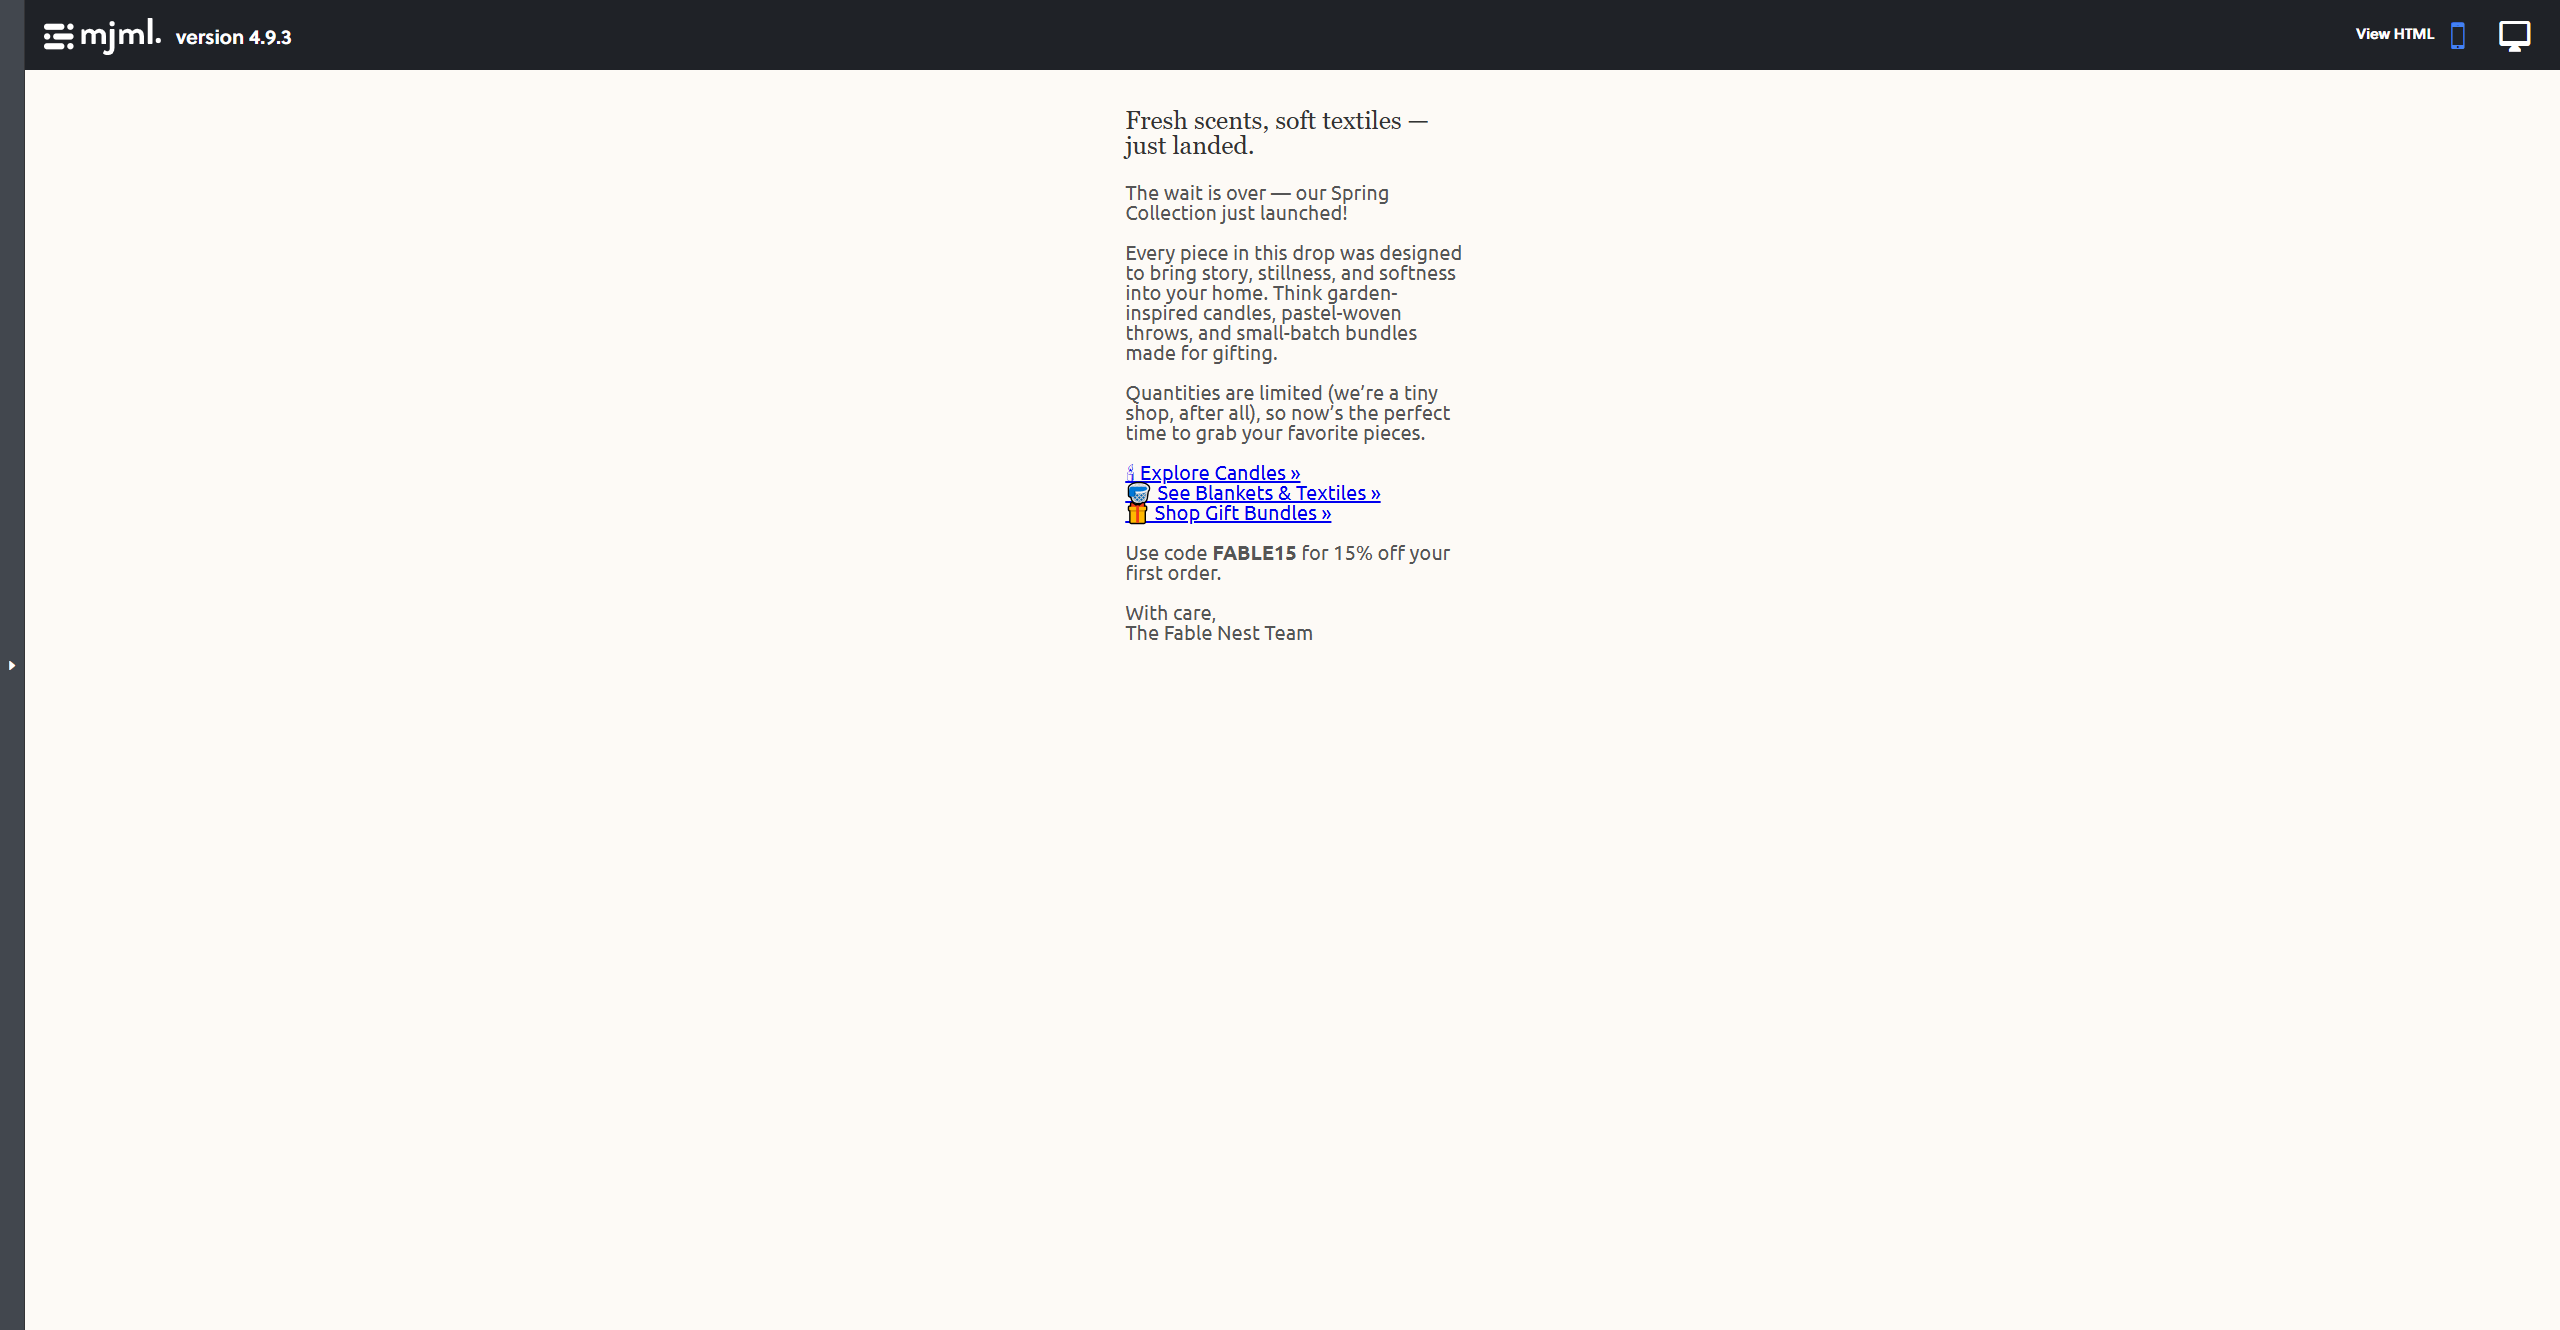 mjml. version 4.9.3
View HTML
Fresh scents, soft textiles —
just landed.
The wait is over — our Spring
Collection just launched!
Every piece in this drop was designed
to bring story, stillness, and softness
into your home. Think garden-
inspired candles, pastel-woven
throws, and small-batch bundles
made for gifting.
Quantities are limited (we’re a tiny
shop, after all), so now’s the perfect
time to grab your favorite pieces.
🕯 Explore Candles »
See Blankets & Textiles »
🎁 Shop Gift Bundles »
Use code FABLE15 for 15% off your
first order.
With care,
The Fable Nest Team